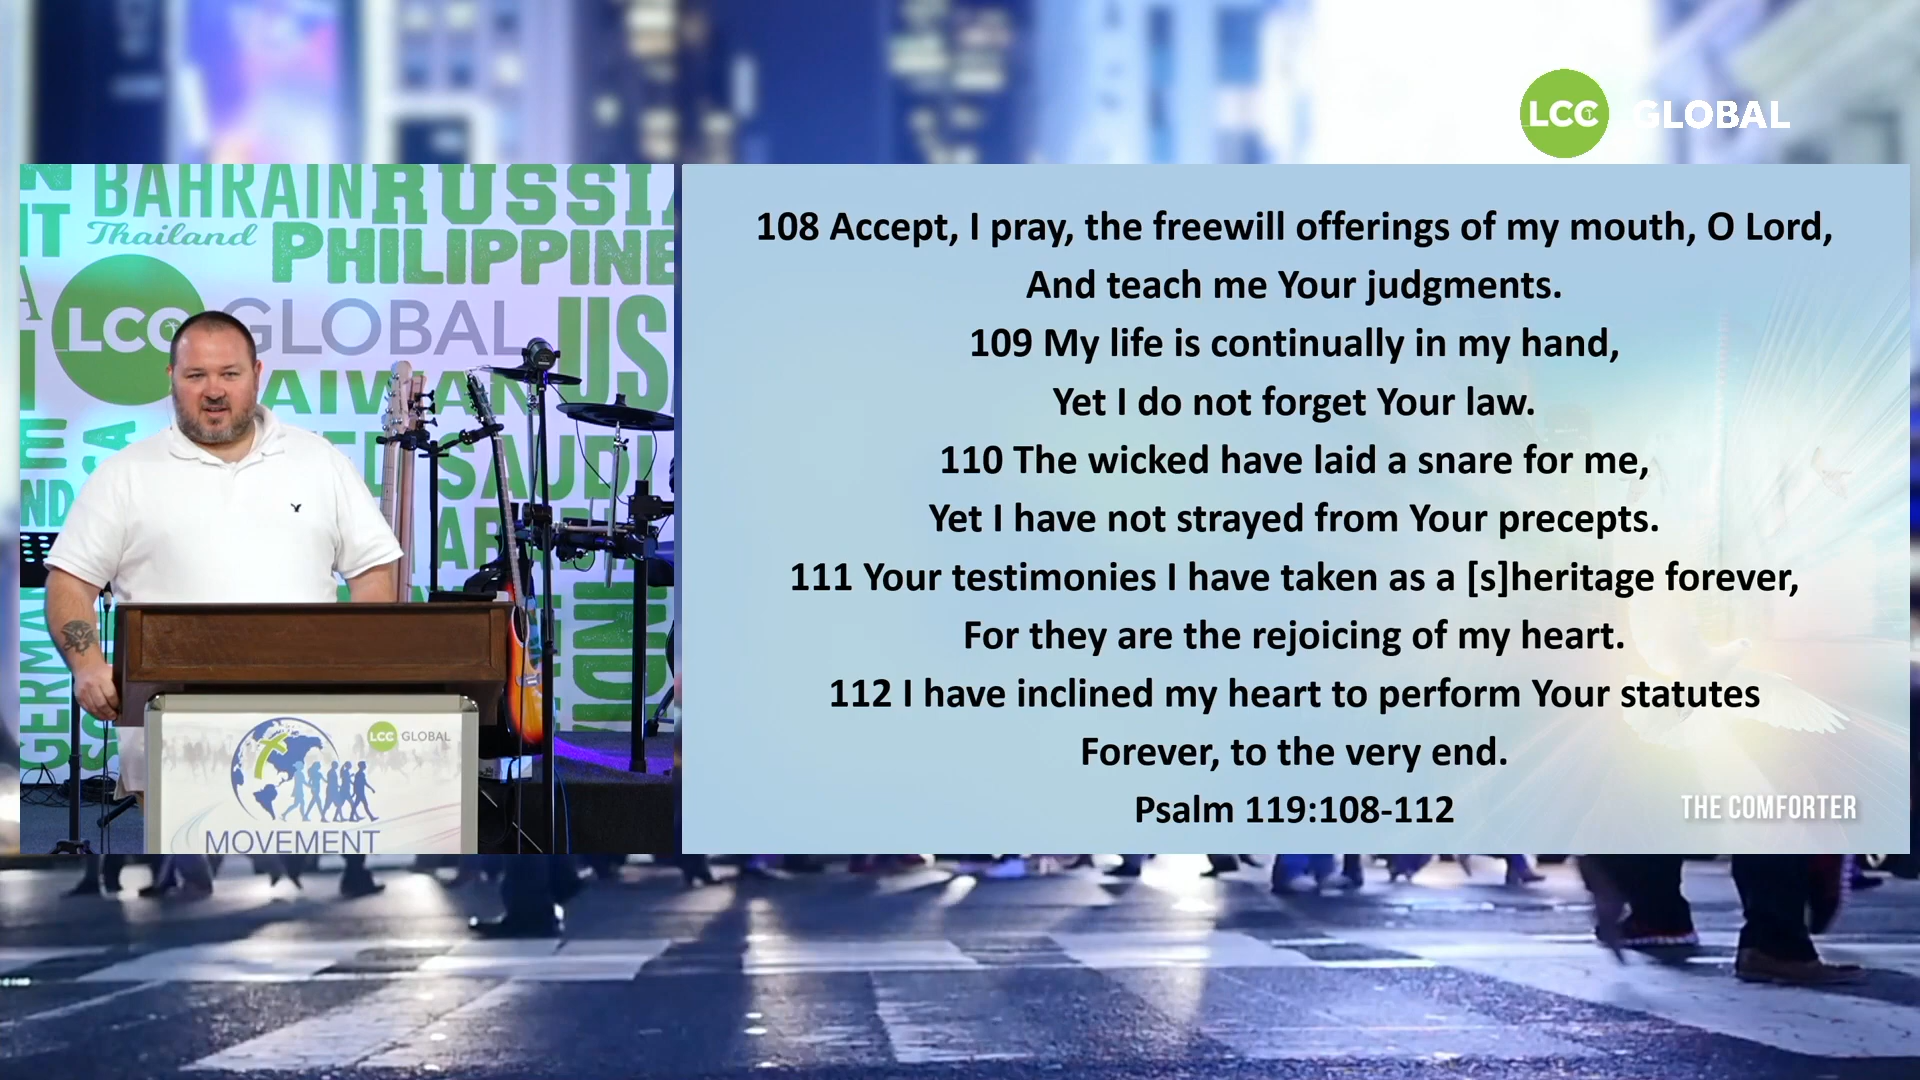 LCC GLOBAL
BAHRAIN RUSSIA
Thailand
PHILIPPINE
LCC GLOBAL
US
AIWAN
SAUDI
GERMAN
INDI
LCC GLOBAL
MOVEMENT
108 Accept, I pray, the freewill offerings of my mouth, O Lord,
And teach me Your judgments.
109 My life is continually in my hand,
Yet I do not forget Your law.
110 The wicked have laid a snare for me,
Yet I have not strayed from Your precepts.
111 Your testimonies I have taken as a [s]heritage forever,
For they are the rejoicing of my heart.
112 I have inclined my heart to perform Your statutes
Forever, to the very end.
Psalm 119:108-112
THE COMFORTER